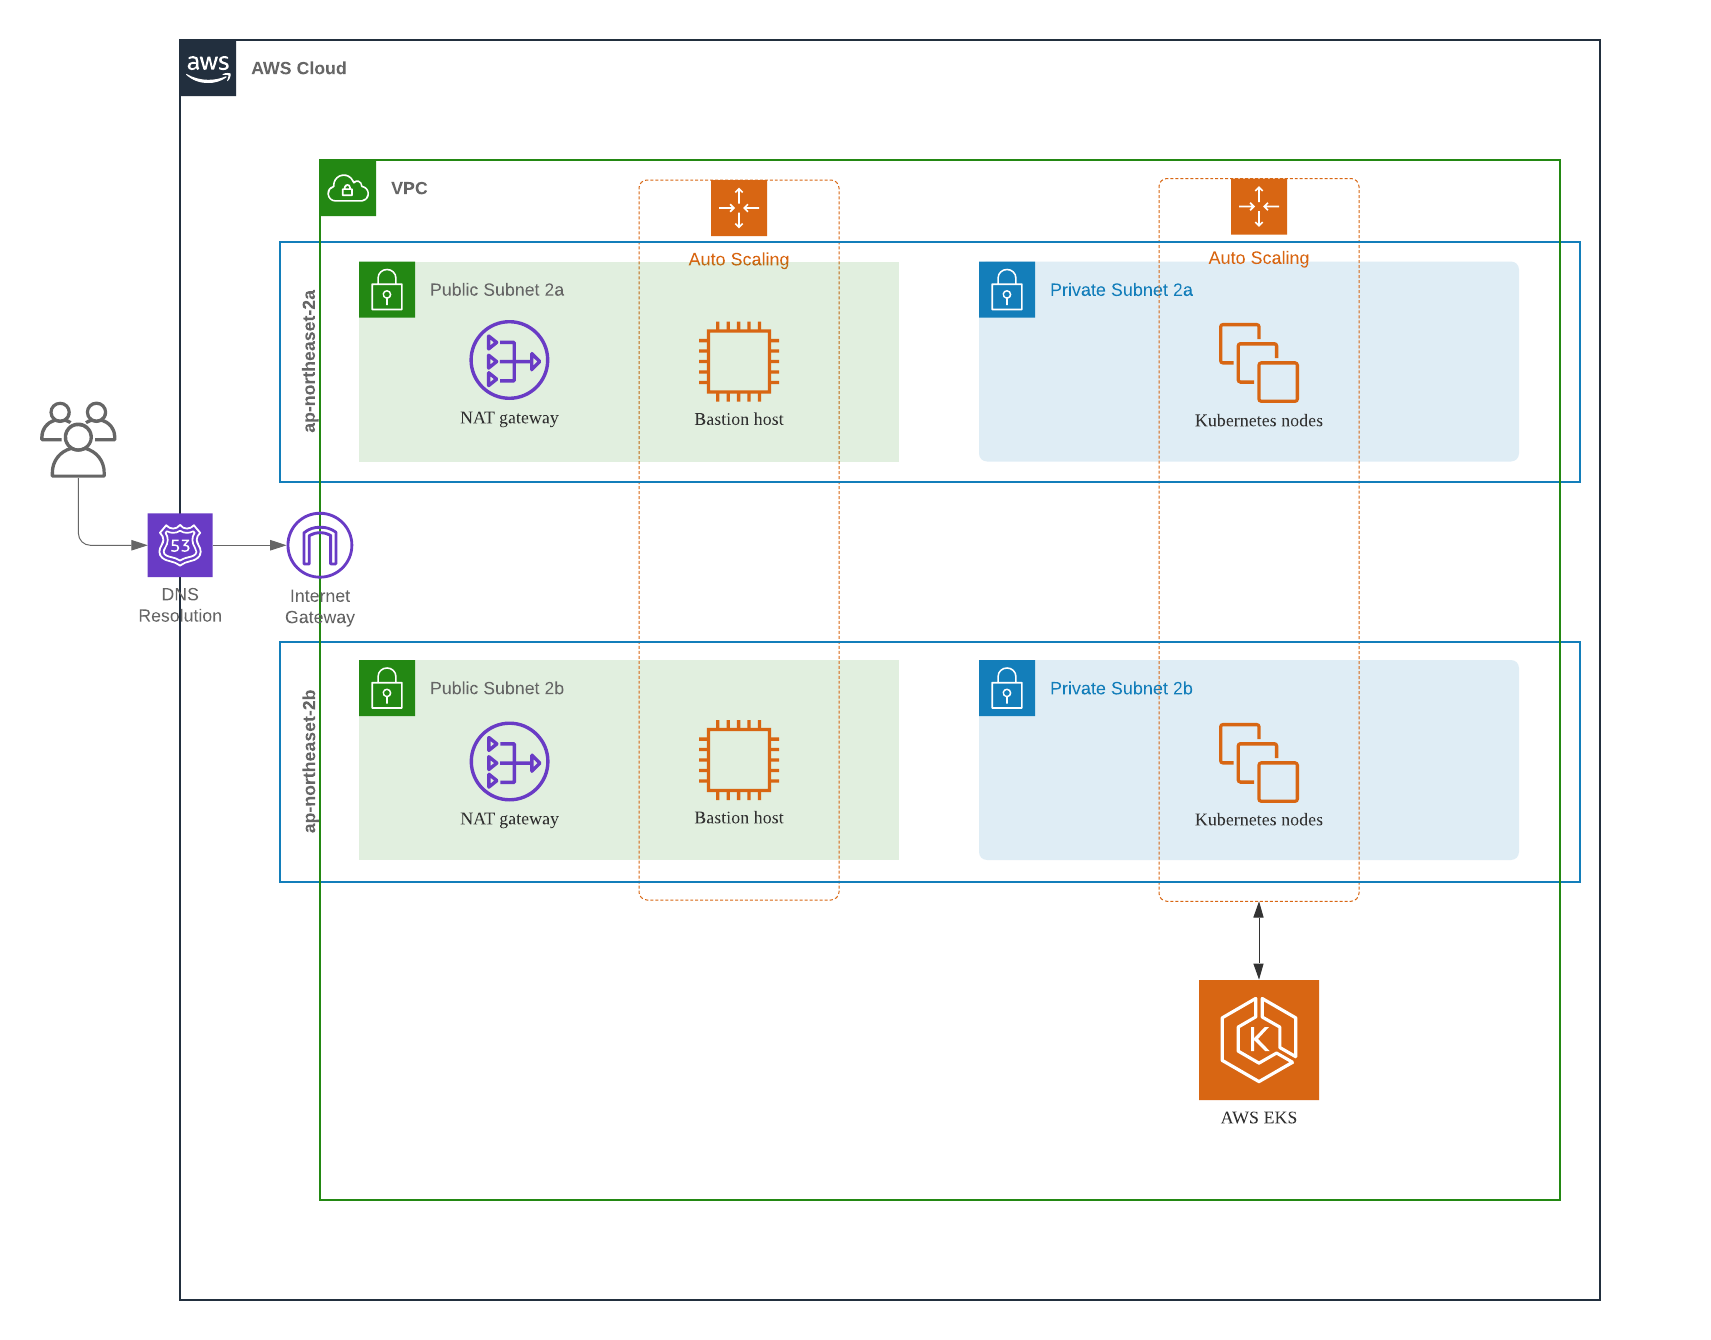 aws
AWS Cloud
VPC
Auto Scaling
Auto Scaling
ap-northeaset-2a
Public Subnet 2a
Private Subnet 2a
NAT gateway
Bastion host
Kubernetes nodes
53
DNS
Resolution
Internet
Gateway
ap-northeaset-2b
Public Subnet 2b
Private Subnet 2b
NAT gateway
Bastion host
Kubernetes nodes
K
AWS EKS